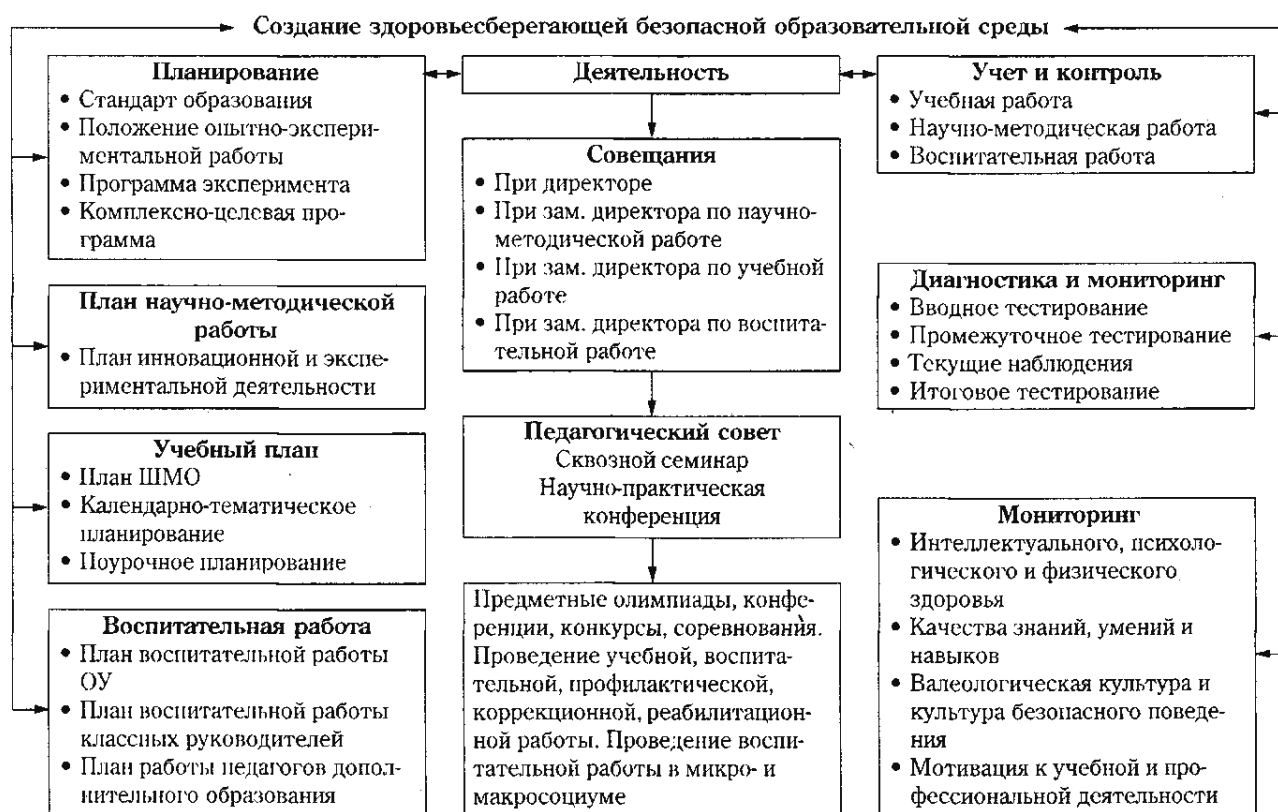 Создание здоровьесберегающей безопасной образовательной среды
Планирование
• Стандарт образования
• Положение опытно-экспери-
ментальной работы
• Программа эксперимента
• Комплексно-целевая про-
грамма
План научно-методической
работы
• План инновационной и экспе-
риментальной деятельности
Учебный план
• План ШМО
• Календарно-тематическое
планирование
• Поурочное планирование
Воспитательная работа
• План воспитательной работы
ОУ
• План воспитательной работы
классных руководителей
• План работы педагогов допол-
нительного образования
Деятельность
Совещания
• При директоре
• При зам. директора по научно-
методической работе
• При зам. директора по учебной
работе
• При зам. директора по воспита-
тельной работе
Педагогический совет
Сквозной семинар
Научно-практическая
конференция
Предметные олимпиады, конфе-
ренции, конкурсы, соревнования.
Проведение учебной, воспита-
тельной, профилактической,
коррекционной, реабилитацион-
ной работы. Проведение воспи-
тательной работы в микро- и
макросоциуме
Учет и контроль
• Учебная работа
• Научно-методическая работа
• Воспитательная работа
Диагностика и мониторинг
• Вводное тестирование
• Промежуточное тестирование
• Текущие наблюдения
• Итоговое тестирование
Мониторинг
• Интеллектуального, психоло-
гического и физического
здоровья
• Качества знаний, умений и
навыков
• Валеологическая культура и
культура безопасного поведе-
ния
• Мотивация к учебной и про-
фессиональной деятельности